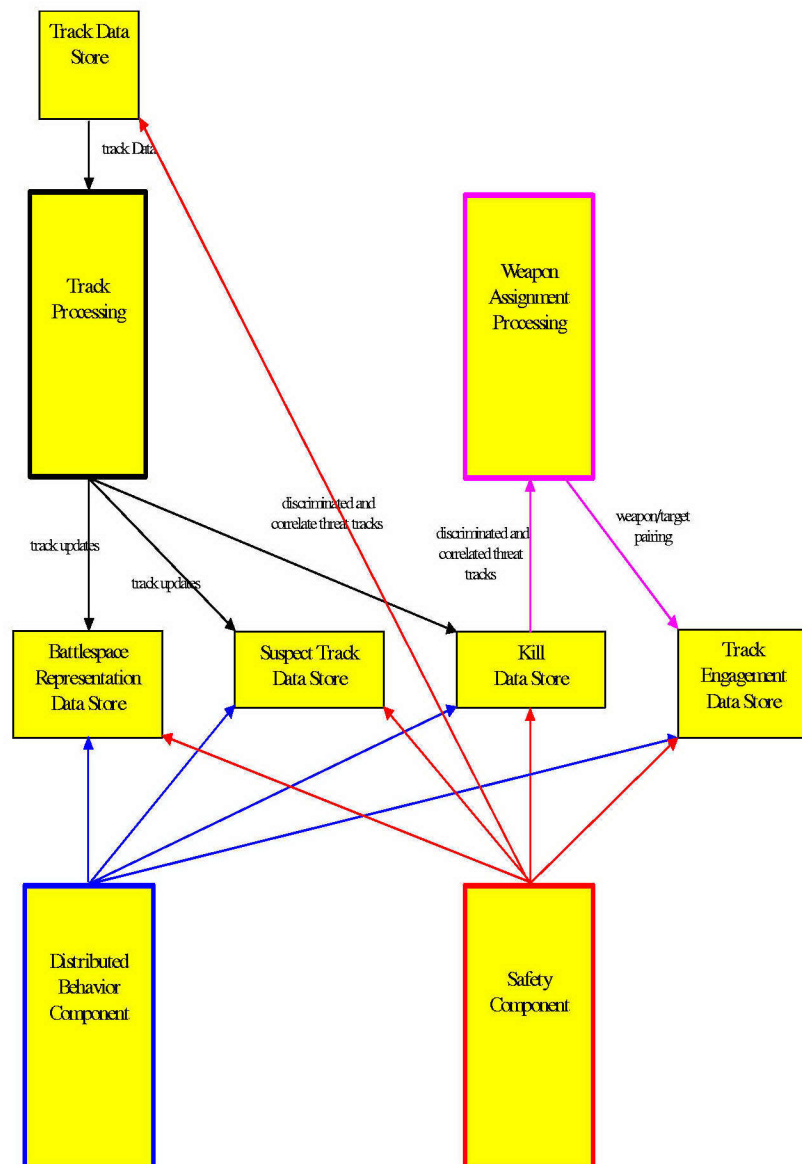 Track Data
Store
track Data
Track
Processing
Weapon
Assignment
Processing
discriminated and
correlate threat tracks
discriminated and
correlated threat
tracks
weapon/target
pairing
track updates
track updates
Battlespace
Representation
Data Store
Suspect Track
Data Store
Kill
Data Store
Track
Engagement
Data Store
Distributed
Behavior
Component
Safety
Component